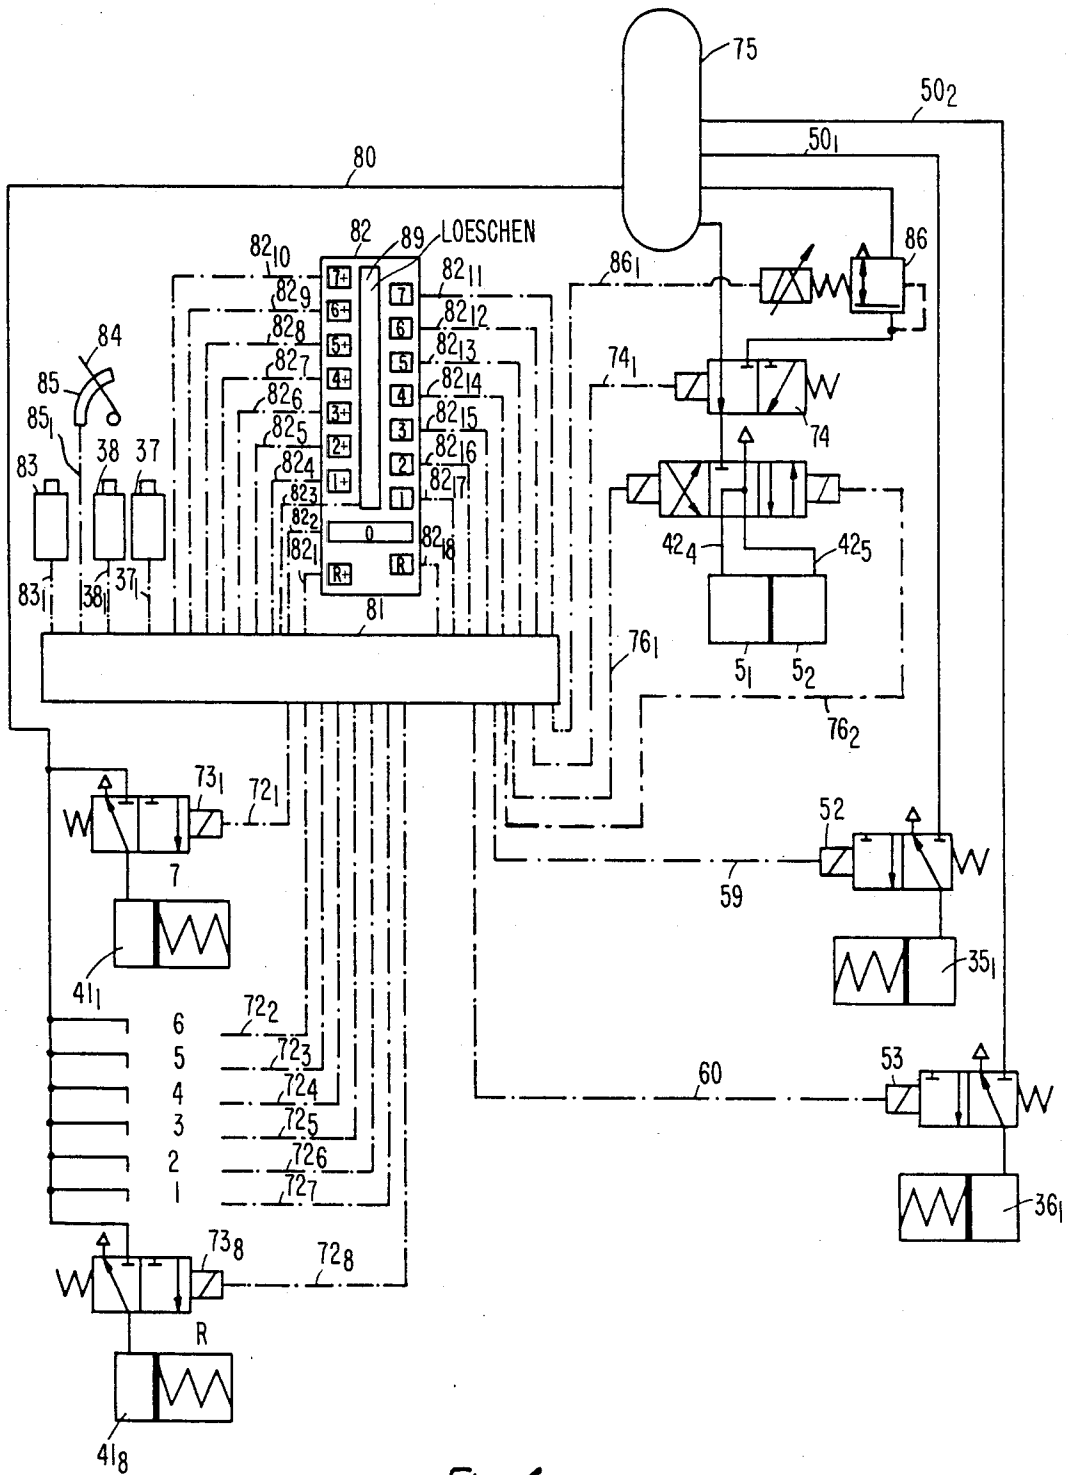 75
50₂
50₁
80
82 89 LOESCHEN
86
82₁₀ 7+ 82₁₁ 86₁
7
82₉ 6+ 82₁₂
6
84 82₈ 5+ 82₁₃
5
85 82₇ 4+ 82₁₄ 74₁
4
82₆ 3+ 82₁₅ 74
3
85₁ 82₅ 2+ 82₁₆
2
83 38 37 82₄ 1+ 82₁₇
82₃ 1
82₂ 0
82₁ R+ R 82₁₈
42₄ 42₅
83₁ 38₁ 37₁
81
76₁ 5₁ 5₂
76₂
73₁ 72₁
52
7 59
41₁ 35₁
6 72₂
5 72₃
4 72₄ 60 53
3 72₅
2 72₆
1 72₇
36₁
73₈ 72₈
R
41₈